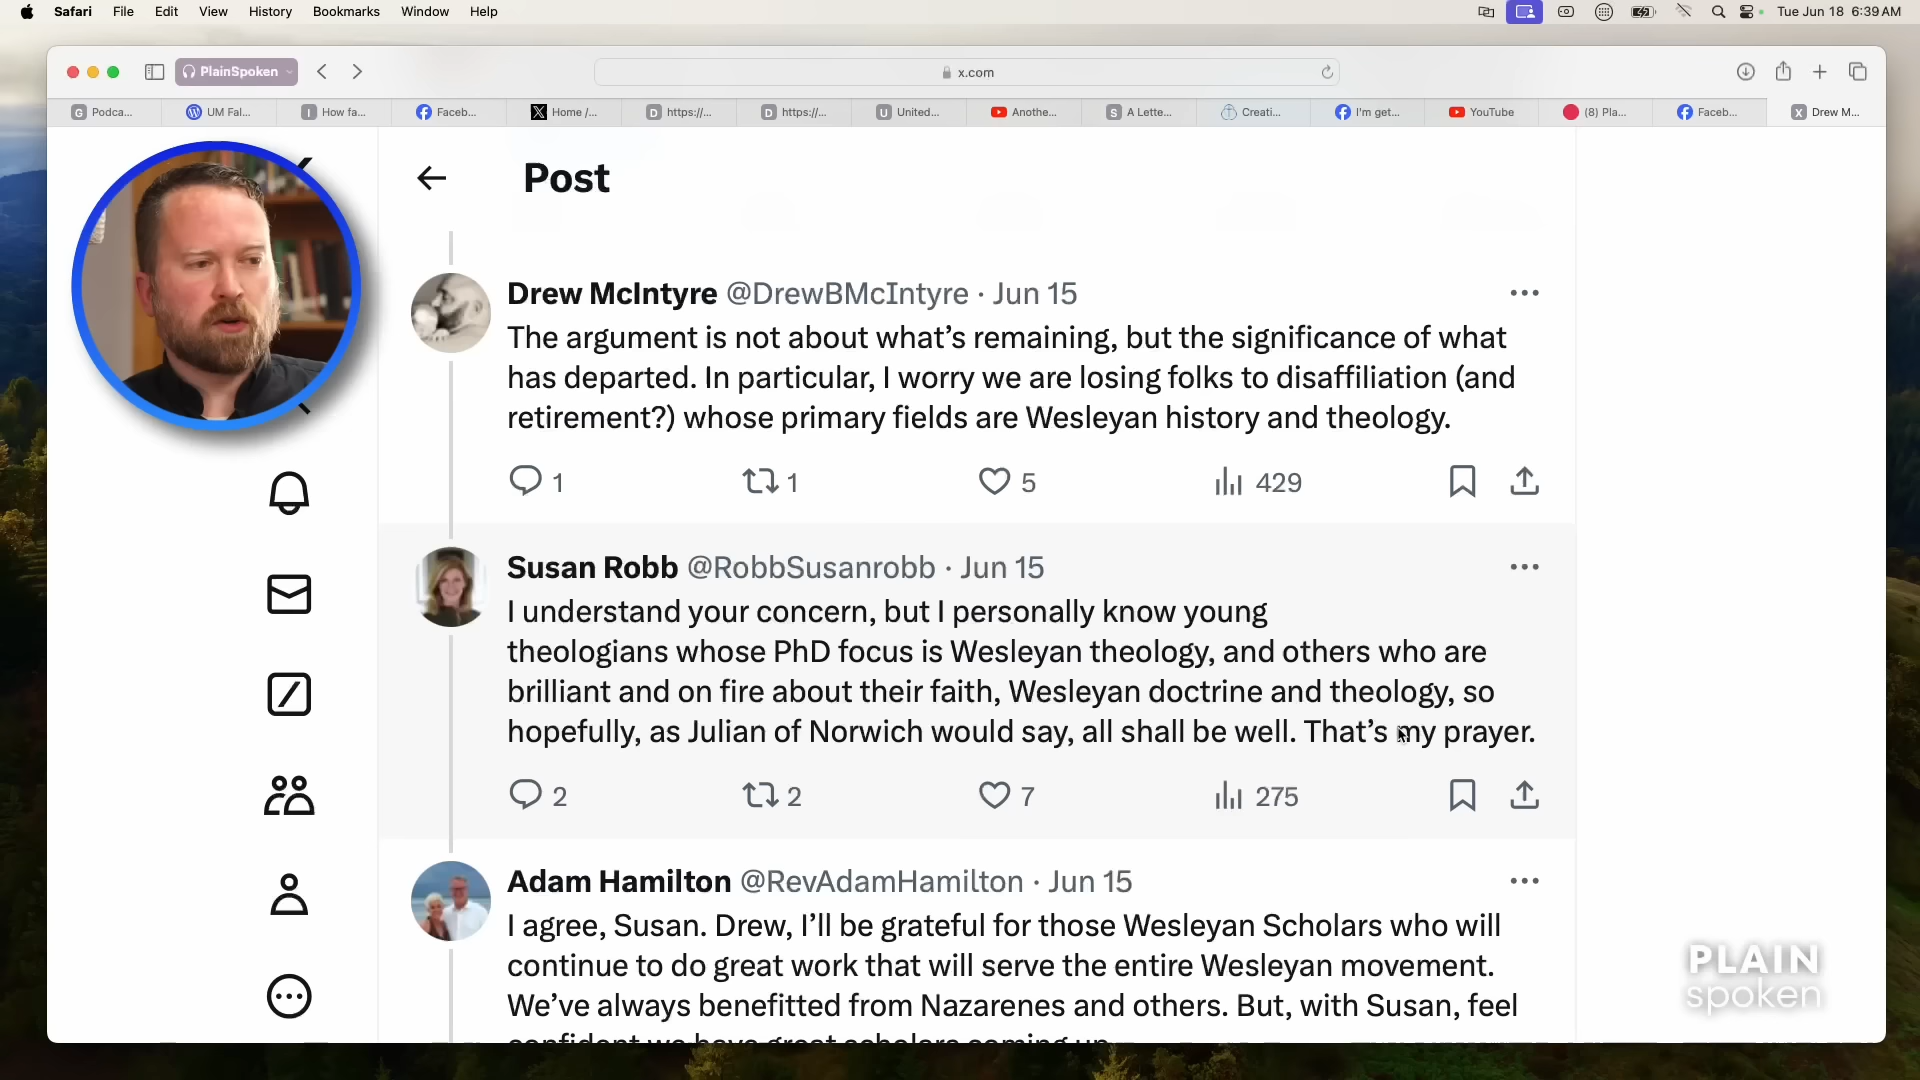 Safari File Edit View History Bookmarks Window Help Tue Jun 18 6:39 AM
PlainSpoken x.com
G Podca... UM Fal... I How fa... Faceb... X Home /... D https://... D https://... U United... Anothe... S A Lette... Creati... I'm get... YouTube (8) Pla... Faceb... X Drew M...
Post
Drew McIntyre @DrewBMcIntyre · Jun 15
The argument is not about what's remaining, but the significance of what
has departed. In particular, I worry we are losing folks to disaffiliation (and
retirement?) whose primary fields are Wesleyan history and theology.
1 1 5 429
Susan Robb @RobbSusanrobb · Jun 15
I understand your concern, but I personally know young
theologians whose PhD focus is Wesleyan theology, and others who are
brilliant and on fire about their faith, Wesleyan doctrine and theology, so
hopefully, as Julian of Norwich would say, all shall be well. That's my prayer.
2 2 7 275
Adam Hamilton @RevAdamHamilton · Jun 15
I agree, Susan. Drew, I'll be grateful for those Wesleyan Scholars who will
continue to do great work that will serve the entire Wesleyan movement.
We've always benefitted from Nazarenes and others. But, with Susan, feel
confident we have great scholars coming up
PLAIN
spoken